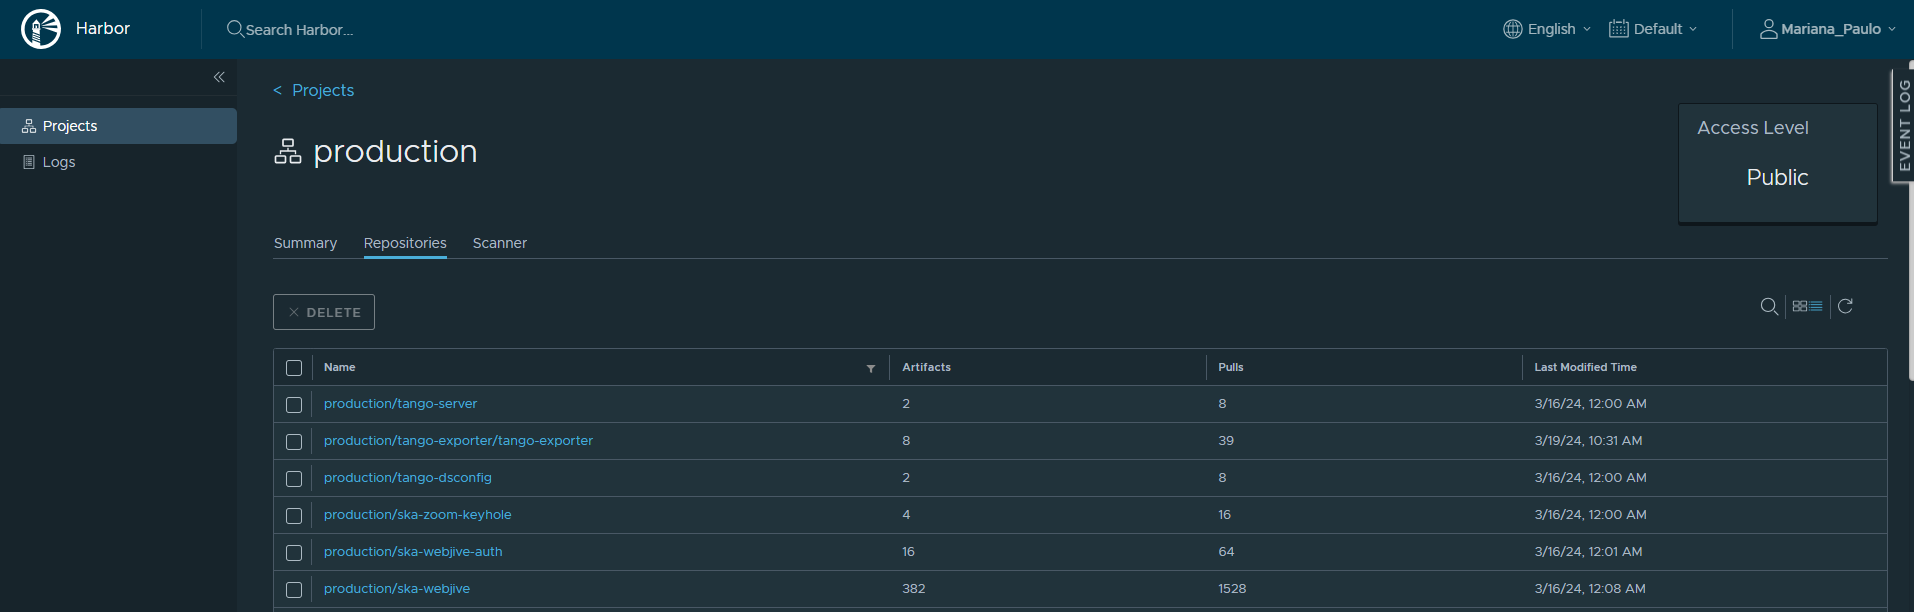 Harbor
Search Harbor...
English
Default
Mariana_Paulo
Projects
Logs
< Projects
production
Access Level
Public
EVENT LOG
Summary Repositories Scanner
DELETE
Name Artifacts Pulls Last Modified Time
production/tango-server 2 8 3/16/24, 12:00 AM
production/tango-exporter/tango-exporter 8 39 3/19/24, 10:31 AM
production/tango-dsconfig 2 8 3/16/24, 12:00 AM
production/ska-zoom-keyhole 4 16 3/16/24, 12:00 AM
production/ska-webjive-auth 16 64 3/16/24, 12:01 AM
production/ska-webjive 382 1528 3/16/24, 12:08 AM